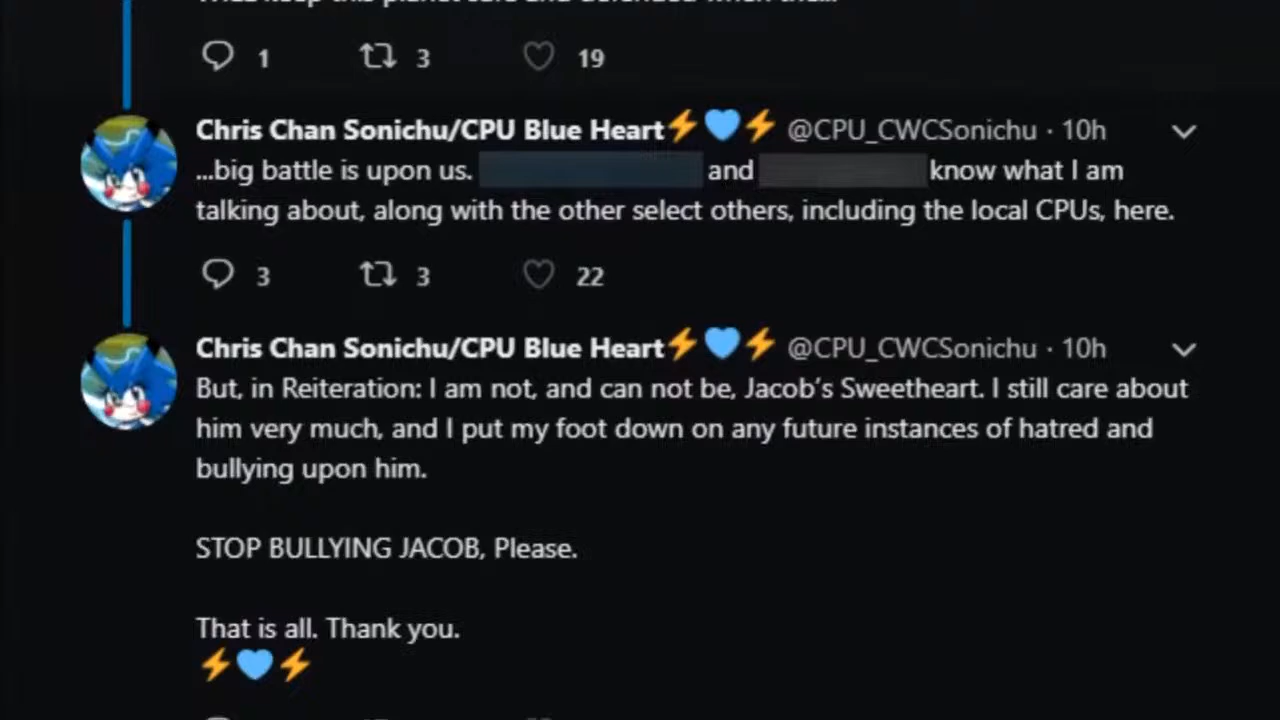 1 3 19
Chris Chan Sonichu/CPU Blue Heart⚡💙⚡ @CPU_CWCSonichu · 10h
...big battle is upon us. and know what I am
talking about, along with the other select others, including the local CPUs, here.
3 3 22
Chris Chan Sonichu/CPU Blue Heart⚡💙⚡ @CPU_CWCSonichu · 10h
But, in Reiteration: I am not, and can not be, Jacob's Sweetheart. I still care about
him very much, and I put my foot down on any future instances of hatred and
bullying upon him.
STOP BULLYING JACOB, Please.
That is all. Thank you.
⚡💙⚡